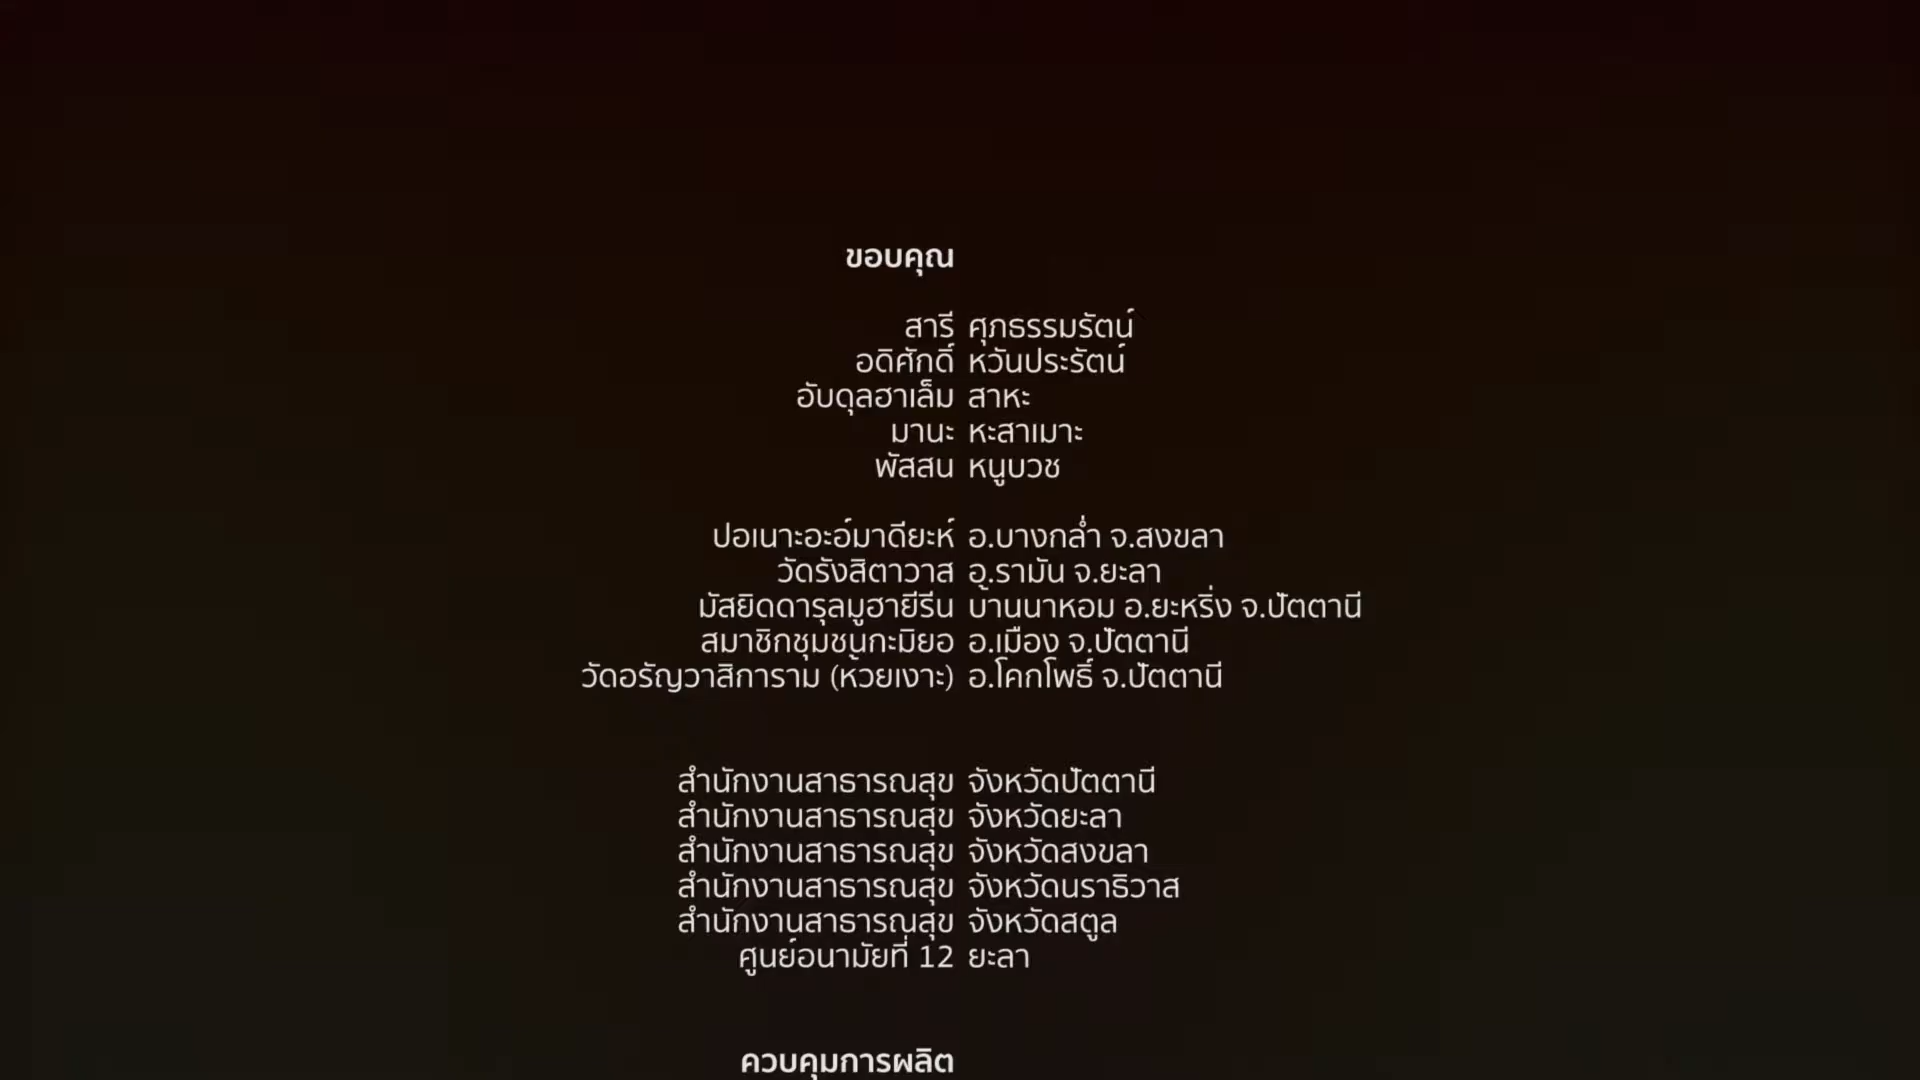 ขอบคุณ
สารี ศุภธรรมรัตน์
อดิศักดิ์ หวันประรัตน์
อับดุลฮาเล็ม สาหะ
มานะ หะสาเมาะ
พัสสน หนูบวช
ปอเนาะอะอ์มาดียะห์ อ.บางกล่ำ จ.สงขลา
วัดรังสิตาวาส อ.รามัน จ.ยะลา
มัสยิดดารุลมูฮายีรีน บ้านนาหอม อ.ยะหริ่ง จ.ปัตตานี
สมาชิกชุมชนกะมิยอ อ.เมือง จ.ปัตตานี
วัดอรัญวาสิการาม (ห้วยเงาะ) อ.โคกโพธิ์ จ.ปัตตานี
สำนักงานสาธารณสุข จังหวัดปัตตานี
สำนักงานสาธารณสุข จังหวัดยะลา
สำนักงานสาธารณสุข จังหวัดสงขลา
สำนักงานสาธารณสุข จังหวัดนราธิวาส
สำนักงานสาธารณสุข จังหวัดสตูล
ศูนย์อนามัยที่ 12 ยะลา
ควบคุมการผลิต